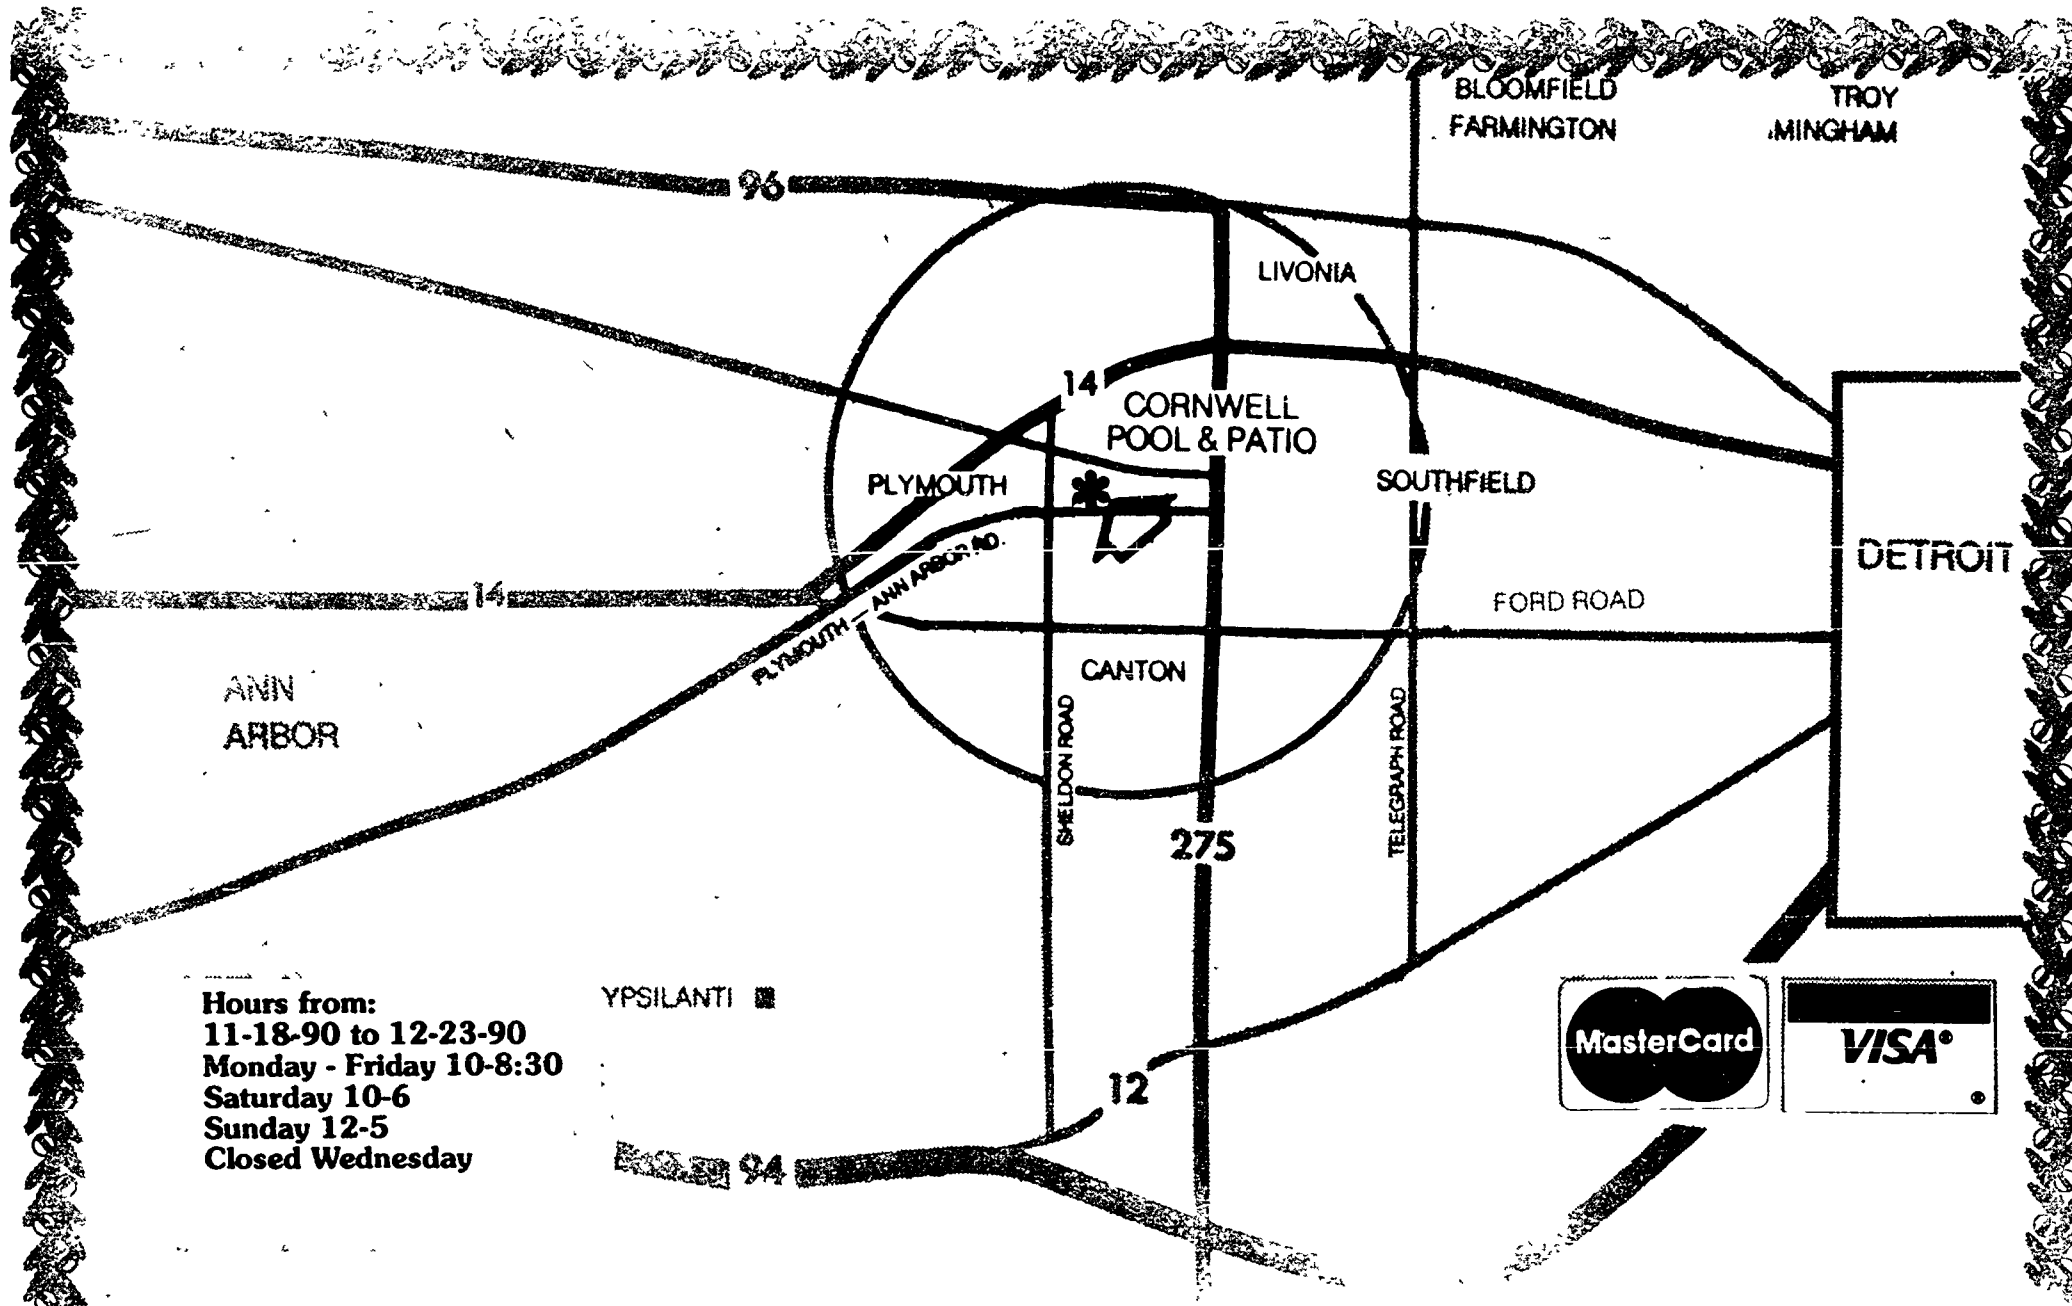 BLOOMFIELD
FARMINGTON
TROY
MINGHAM
96
LIVONIA
14
CORNWELL
POOL & PATIO
PLYMOUTH
SOUTHFIELD
DETROIT
14
PLYMOUTH — ANN ARBOR RD.
FORD ROAD
CANTON
ANN
ARBOR
SHELDON ROAD
TELEGRAPH ROAD
275
YPSILANTI
Hours from:
11-18-90 to 12-23-90
Monday - Friday 10-8:30
Saturday 10-6
Sunday 12-5
Closed Wednesday
MasterCard
VISA®
®
12
94